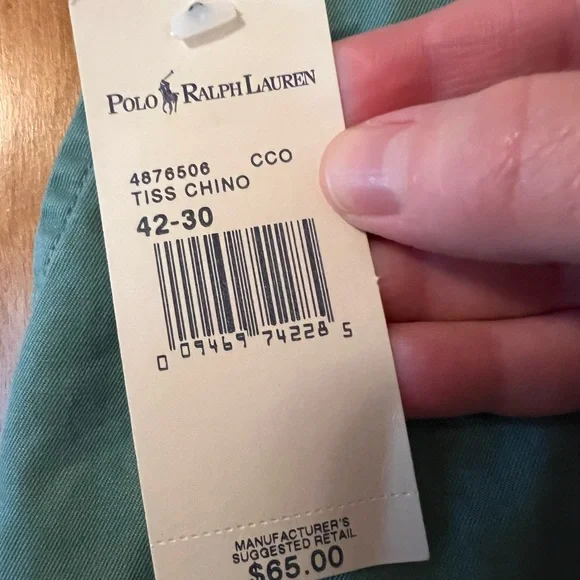 POLO RALPH LAUREN
4876506 CCO
TISS CHINO
42-30
0 09469 74228 5
MANUFACTURER'S
SUGGESTED RETAIL
$65.00